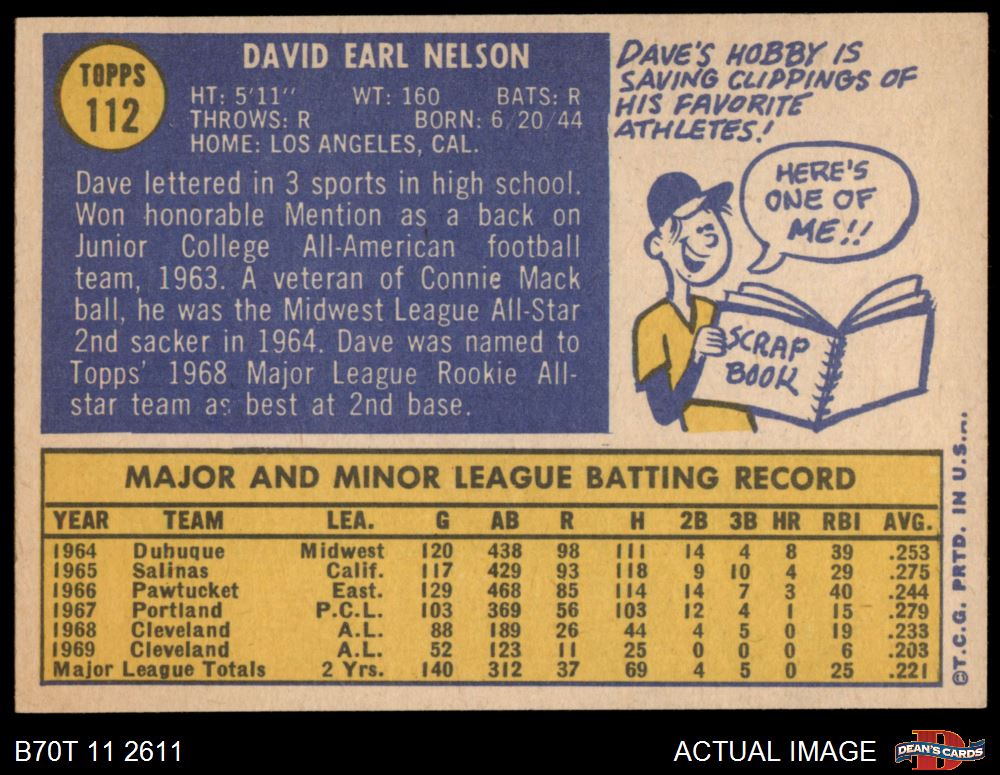 TOPPS
112
DAVID EARL NELSON
HT: 5'11" WT: 160 BATS: R
THROWS: R BORN: 6/20/44
HOME: LOS ANGELES, CAL.
Dave lettered in 3 sports in high school.
Won honorable Mention as a back on
Junior College All-American football
team, 1963. A veteran of Connie Mack
ball, he was the Midwest League All-Star
2nd sacker in 1964. Dave was named to
Topps' 1968 Major League Rookie All-
star team as best at 2nd base.
DAVE'S HOBBY IS
SAVING CLIPPINGS OF
HIS FAVORITE
ATHLETES!
HERE'S
ONE OF
ME!!
SCRAP
BOOK
MAJOR AND MINOR LEAGUE BATTING RECORD
YEAR TEAM LEA. G AB R H 2B 3B HR RBI AVG.
1964 Duhuque Midwest 120 438 98 111 14 4 8 39 .253
1965 Salinas Calif. 117 429 93 118 9 10 4 29 .275
1966 Pawtucket East. 129 468 85 114 14 7 3 40 .244
1967 Portland P.C.L. 103 369 56 103 12 4 1 15 .279
1968 Cleveland A.L. 88 189 26 44 4 5 0 19 .233
1969 Cleveland A.L. 52 123 11 25 0 0 0 6 .203
Major League Totals 2 Yrs. 140 312 37 69 4 5 0 25 .221
©T.C.G. PRTD. IN U.S.A.
B70T 11 2611
ACTUAL IMAGE
DEAN'S CARDS